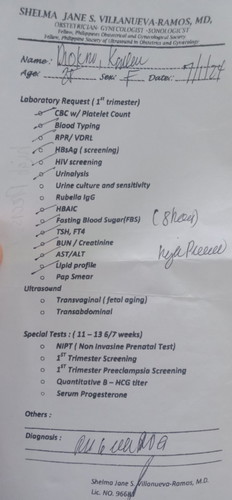 SHELMA JANE S. VILLANUEVA-RAMOS, MD,
OBSTETRICIAN-GYNECOLOGIST-SONOLOGIST
Fellow, Philippine Obstetrical and Gynecological Society
Fellow, Philippine Society of Ultrasound in Obstetrics and Gynecology
Name:
Age: Sex: F Date: 7/1/24
Laboratory Request (1st trimester)
CBC w/ Platelet Count
Blood Typing
RPR/ VDRL
HBsAg ( screening)
HIV screening
Urinalysis
Urine culture and sensitivity
Rubella IgG
HBAIC
Fasting Blood Sugar(FBS) ( 8 hours)
TSH, FT4
BUN / Creatinine
AST/ALT
Lipid profile
Pap Smear
Ultrasound
Transvaginal ( fetal aging)
Transabdominal
Special Tests : ( 11 – 13 6/7 weeks)
NIPT ( Non Invasine Prenatal Test)
1ST Trimester Screening
1ST Trimester Preeclampsia Screening
Quantitative B – HCG titer
Serum Progesterone
Others :
Diagnosis :
Shelma Jane S. Villanueva-Ramos, M.D.
Lic. NO.